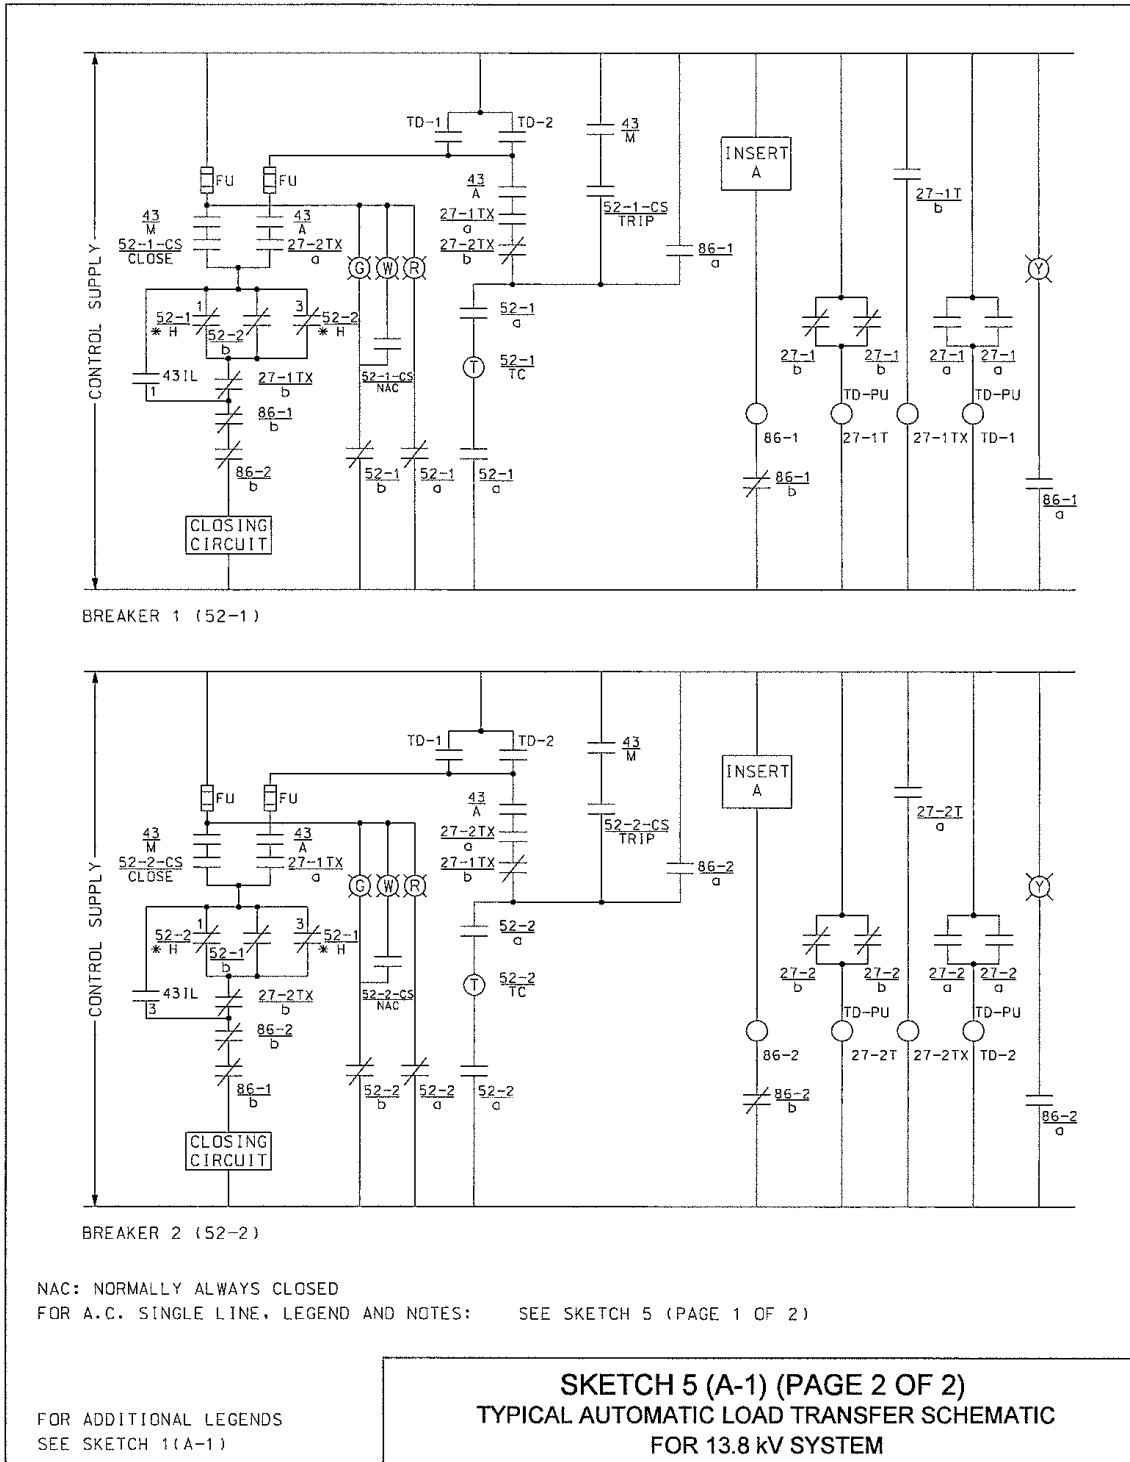 TD-1 TD-2
43
M
INSERT
A
FU FU
43
A
27-1T
b
43
M
52-1-CS
CLOSE
43
A
27-2TX
a
27-1TX
a
27-2TX
b
52-1-CS
TRIP
86-1
a
G W R
Y
CONTROL SUPPLY
1
52-1
* H
52-2
b
3
52-2
* H
52-1
a
T
52-1
TC
43IL
1
27-1TX
b
52-1-CS
NAC
27-1
b
27-1
b
27-1
a
27-1
a
86-1
b
86-2
b
TD-PU
TD-PU
86-1
27-1T
27-1TX
TD-1
52-1
b
52-1
a
52-1
a
86-1
b
86-1
a
CLOSING
CIRCUIT
BREAKER 1 (52-1)
TD-1 TD-2
43
M
INSERT
A
FU FU
43
A
27-2T
a
43
M
52-2-CS
CLOSE
43
A
27-1TX
a
27-2TX
a
27-1TX
b
52-2-CS
TRIP
86-2
a
G W R
Y
CONTROL SUPPLY
1
52-2
* H
52-1
b
3
52-1
* H
52-2
a
T
52-2
TC
43IL
3
27-2TX
b
52-2-CS
NAC
27-2
b
27-2
b
27-2
a
27-2
a
86-2
b
86-1
b
TD-PU
TD-PU
86-2
27-2T
27-2TX
TD-2
52-2
b
52-2
a
52-2
a
86-2
b
86-2
a
CLOSING
CIRCUIT
BREAKER 2 (52-2)
NAC: NORMALLY ALWAYS CLOSED
FOR A.C. SINGLE LINE, LEGEND AND NOTES: SEE SKETCH 5 (PAGE 1 OF 2)
FOR ADDITIONAL LEGENDS
SEE SKETCH 1(A-1)
SKETCH 5 (A-1) (PAGE 2 OF 2)
TYPICAL AUTOMATIC LOAD TRANSFER SCHEMATIC
FOR 13.8 kV SYSTEM